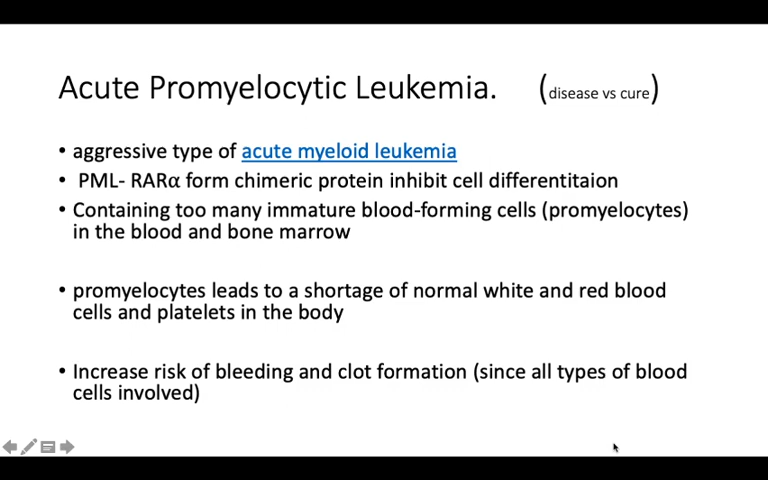 Acute Promyelocytic Leukemia. (disease vs cure)
• aggressive type of acute myeloid leukemia
• PML- RARα form chimeric protein inhibit cell differentitaion
• Containing too many immature blood-forming cells (promyelocytes)
in the blood and bone marrow
• promyelocytes leads to a shortage of normal white and red blood
cells and platelets in the body
• Increase risk of bleeding and clot formation (since all types of blood
cells involved)